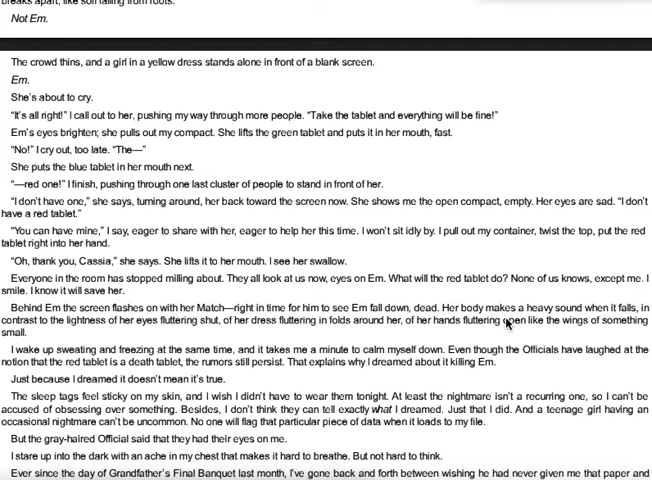 breaks apart, like soil falling from roots.
Not Em.
The crowd thins, and a girl in a yellow dress stands alone in front of a blank screen.
Em.
She's about to cry.
“It's all right!” I call out to her, pushing my way through more people. “Take the tablet and everything will be fine!”
Em's eyes brighten; she pulls out my compact. She lifts the green tablet and puts it in her mouth, fast.
“No!” I cry out, too late. “The—”
She puts the blue tablet in her mouth next.
“—red one!” I finish, pushing through one last cluster of people to stand in front of her.
“I don't have one,” she says, turning around, her back toward the screen now. She shows me the open compact, empty. Her eyes are sad. “I don't
have a red tablet.”
“You can have mine,” I say, eager to share with her, eager to help her this time. I won't sit idly by. I pull out my container, twist the top, put the red
tablet right into her hand.
“Oh, thank you, Cassia,” she says. She lifts it to her mouth. I see her swallow.
Everyone in the room has stopped milling about. They all look at us now, eyes on Em. What will the red tablet do? None of us knows, except me. I
smile. I know it will save her.
Behind Em the screen flashes on with her Match—right in time for him to see Em fall down, dead. Her body makes a heavy sound when it falls, in
contrast to the lightness of her eyes fluttering shut, of her dress fluttering in folds around her, of her hands fluttering open like the wings of something
small.
I wake up sweating and freezing at the same time, and it takes me a minute to calm myself down. Even though the Officials have laughed at the
notion that the red tablet is a death tablet, the rumors still persist. That explains why I dreamed about it killing Em.
Just because I dreamed it doesn't mean it's true.
The sleep tags feel sticky on my skin, and I wish I didn't have to wear them tonight. At least the nightmare isn't a recurring one, so I can't be
accused of obsessing over something. Besides, I don't think they can tell exactly what I dreamed. Just that I did. And a teenage girl having an
occasional nightmare can't be uncommon. No one will flag that particular piece of data when it loads to my file.
But the gray-haired Official said that they had their eyes on me.
I stare up into the dark with an ache in my chest that makes it hard to breathe. But not hard to think.
Ever since the day of Grandfather's Final Banquet last month, I've gone back and forth between wishing he had never given me that paper and